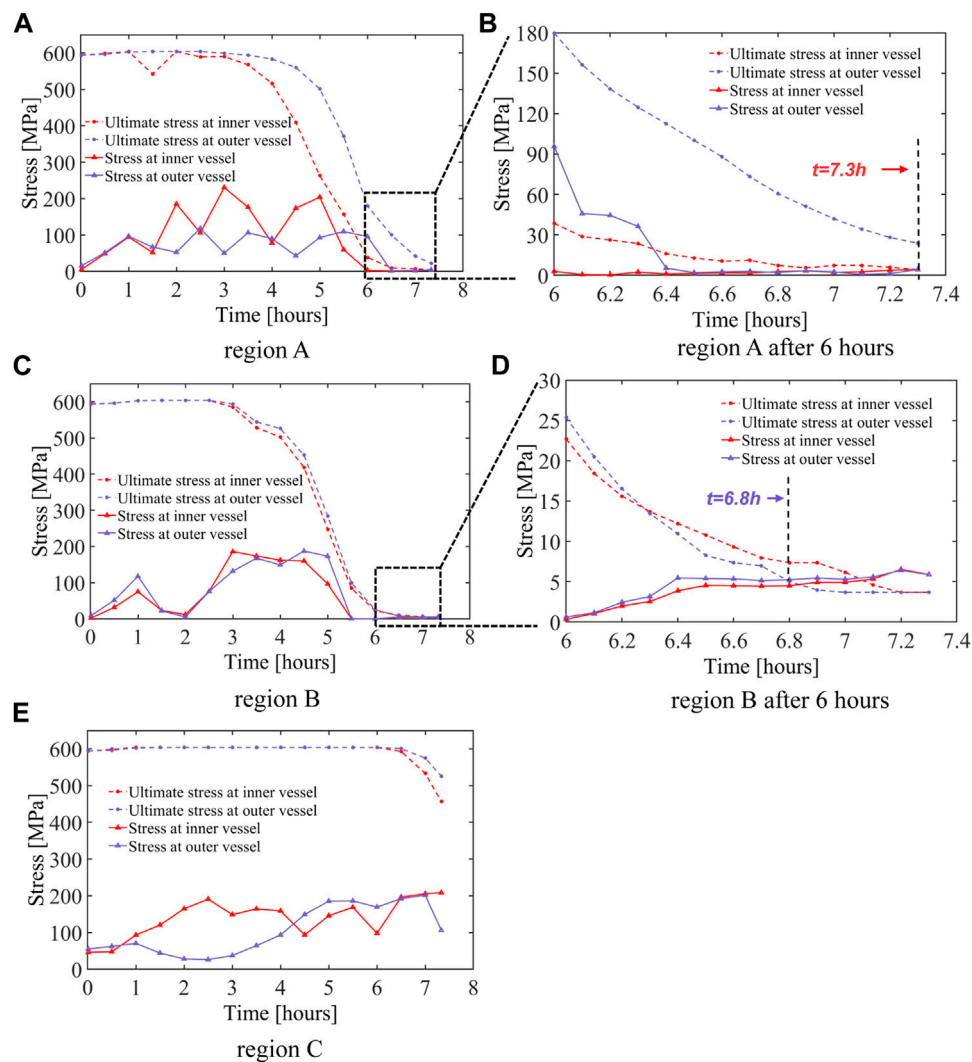 A
600
500
400
300
200
100
0
Stress [MPa]
Ultimate stress at inner vessel
Ultimate stress at outer vessel
Stress at inner vessel
Stress at outer vessel
0 1 2 3 4 5 6 7 8
Time [hours]
region A
B
180
150
120
90
60
30
0
Stress [MPa]
Ultimate stress at inner vessel
Ultimate stress at outer vessel
Stress at inner vessel
Stress at outer vessel
t=7.3h
6 6.2 6.4 6.6 6.8 7 7.2 7.4
Time [hours]
region A after 6 hours
C
600
500
400
300
200
100
0
Stress [MPa]
Ultimate stress at inner vessel
Ultimate stress at outer vessel
Stress at inner vessel
Stress at outer vessel
0 1 2 3 4 5 6 7 8
Time [hours]
region B
D
30
25
20
15
10
5
0
Stress [MPa]
Ultimate stress at inner vessel
Ultimate stress at outer vessel
Stress at inner vessel
Stress at outer vessel
t=6.8h
6 6.2 6.4 6.6 6.8 7 7.2 7.4
Time [hours]
region B after 6 hours
E
600
500
400
300
200
100
0
Stress [MPa]
Ultimate stress at inner vessel
Ultimate stress at outer vessel
Stress at inner vessel
Stress at outer vessel
0 1 2 3 4 5 6 7 8
Time [hours]
region C